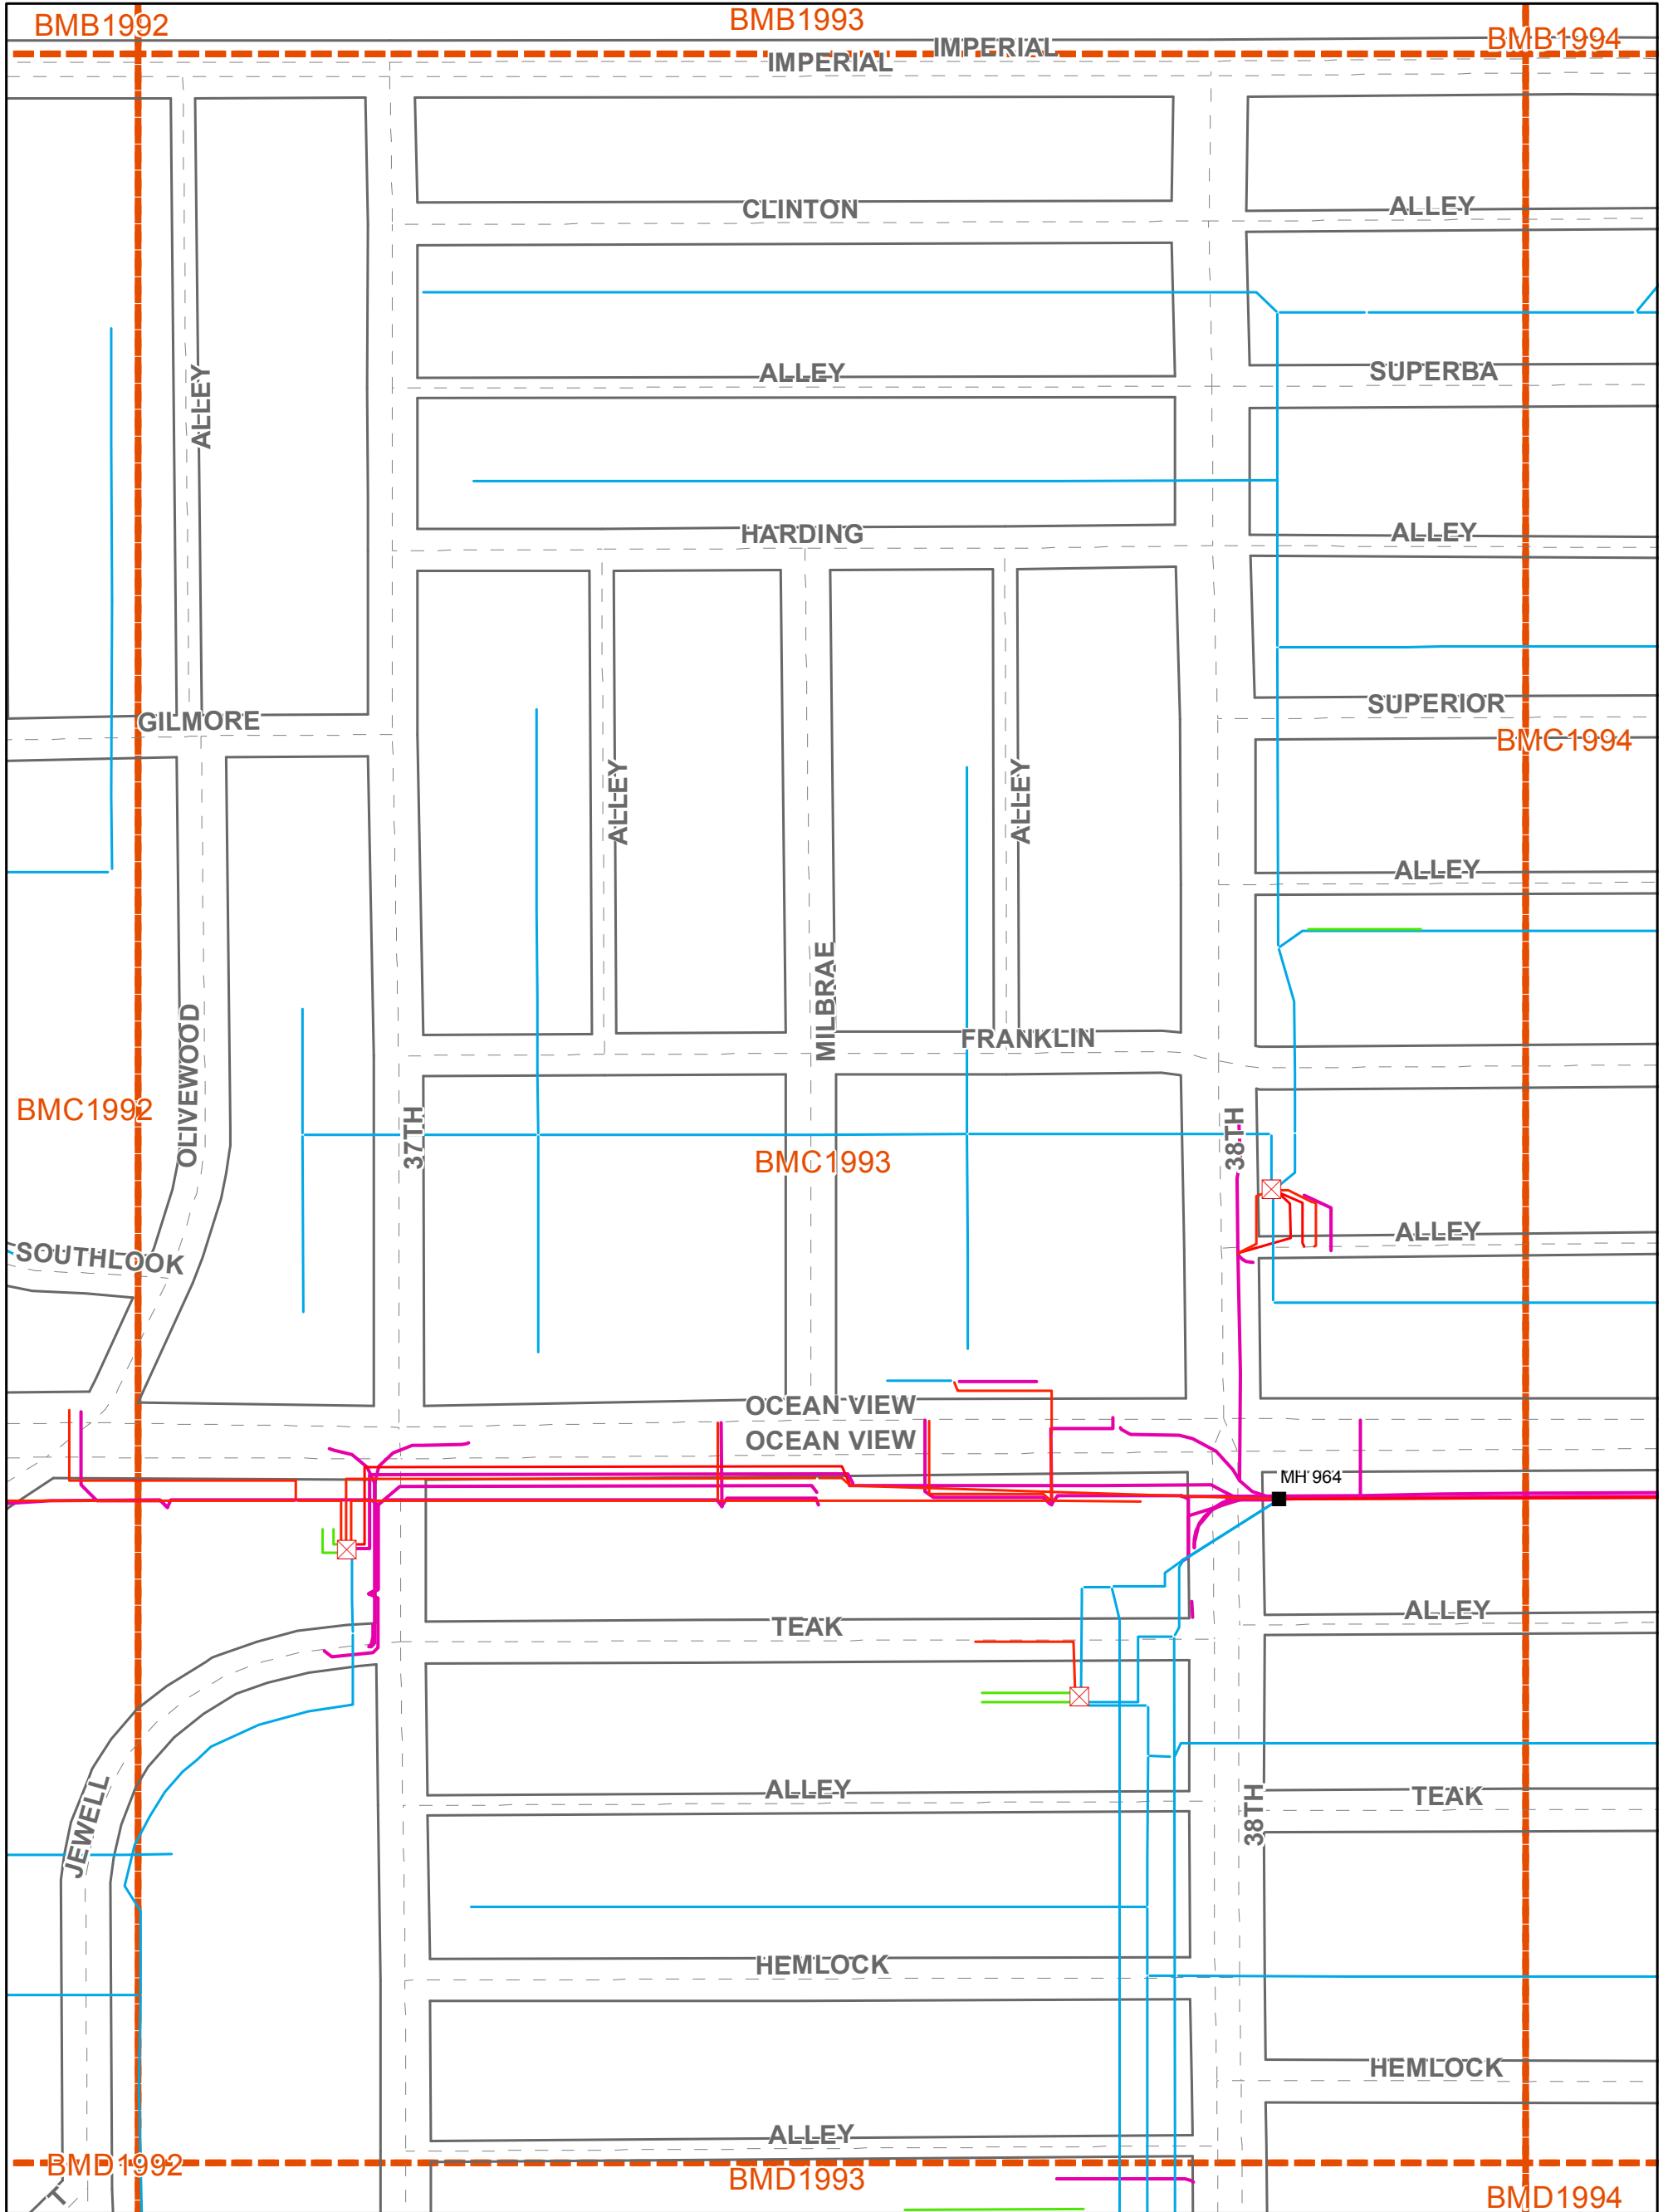 BMB1992
BMB1993
BMB1994
IMPERIAL
IMPERIAL
CLINTON
ALLEY
ALLEY
ALLEY
SUPERBA
HARDING
ALLEY
GILMORE
SUPERIOR
BMC1994
ALLEY
ALLEY
ALLEY
MILBRAE
FRANKLIN
OLIVEWOOD
BMC1992
37TH
38TH
BMC1993
SOUTHLOOK
ALLEY
OCEAN VIEW
OCEAN VIEW
MH 964
TEAK
ALLEY
JEWELL
ALLEY
38TH
TEAK
HEMLOCK
HEMLOCK
ALLEY
BMD1992
BMD1993
BMD1994
T